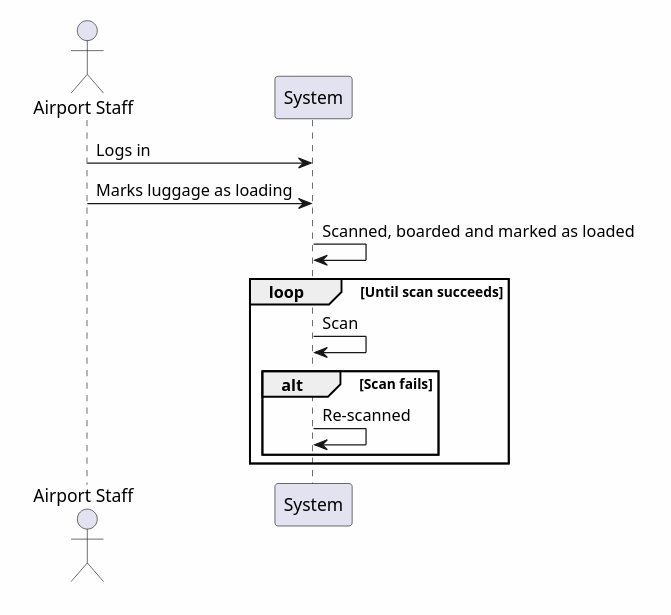 Airport Staff
System
Logs in
Marks luggage as loading
Scanned, boarded and marked as loaded
loop [Until scan succeeds]
Scan
alt [Scan fails]
Re-scanned
Airport Staff
System